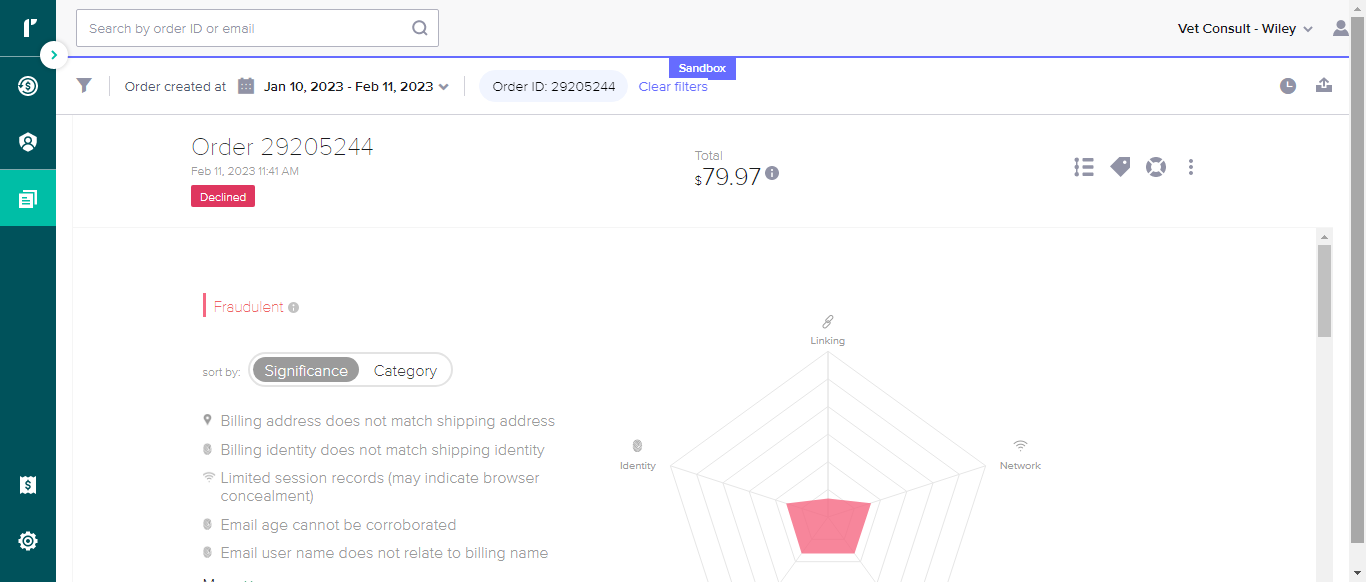 Search by order ID or email
Vet Consult - Wiley
Sandbox
Order created at Jan 10, 2023 - Feb 11, 2023 Order ID: 29205244 Clear filters
Order 29205244
Feb 11, 2023 11:41 AM
Declined
Total
$79.97
Fraudulent
sort by: Significance Category
Billing address does not match shipping address
Billing identity does not match shipping identity
Limited session records (may indicate browser
concealment)
Email age cannot be corroborated
Email user name does not relate to billing name
Linking
Identity
Network